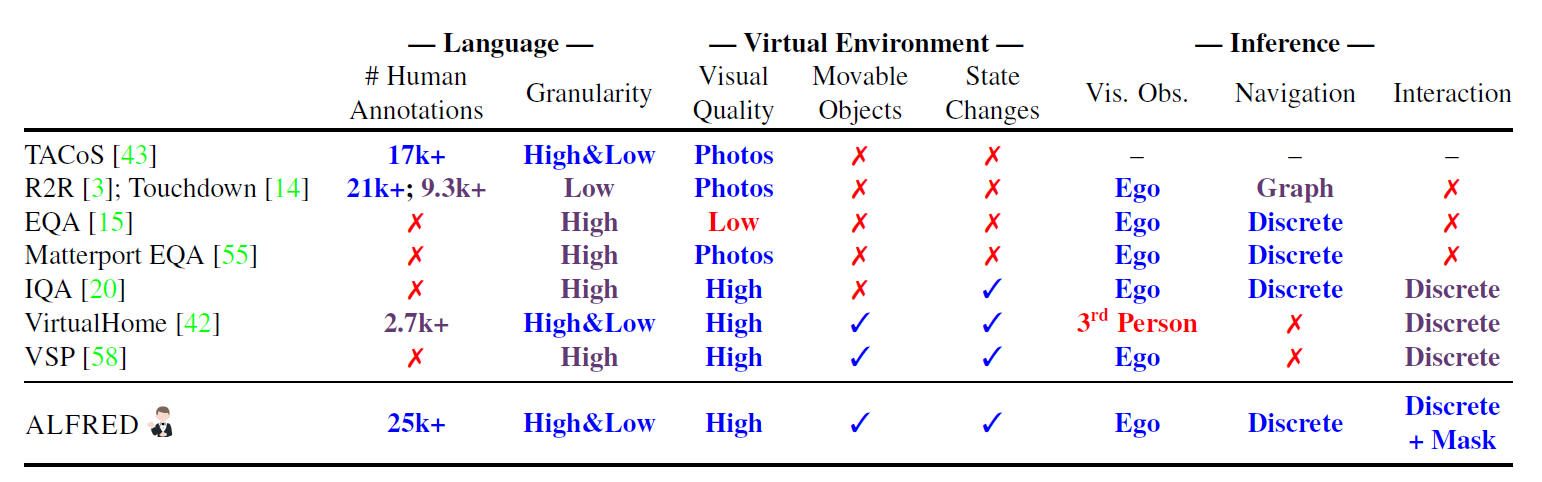 — Language — — Virtual Environment — — Inference —
# Human Annotations Granularity Visual Quality Movable Objects State Changes Vis. Obs. Navigation Interaction
TACoS [43] 17k+ High&Low Photos ✗ ✗ – – –
R2R [3]; Touchdown [14] 21k+; 9.3k+ Low Photos ✗ ✗ Ego Graph ✗
EQA [15] ✗ High Low ✗ ✗ Ego Discrete ✗
Matterport EQA [55] ✗ High Photos ✗ ✗ Ego Discrete ✗
IQA [20] ✗ High High ✗ ✓ Ego Discrete Discrete
VirtualHome [42] 2.7k+ High&Low High ✓ ✓ 3rd Person ✗ Discrete
VSP [58] ✗ High High ✓ ✓ Ego ✗ Discrete
ALFRED 25k+ High&Low High ✓ ✓ Ego Discrete Discrete + Mask